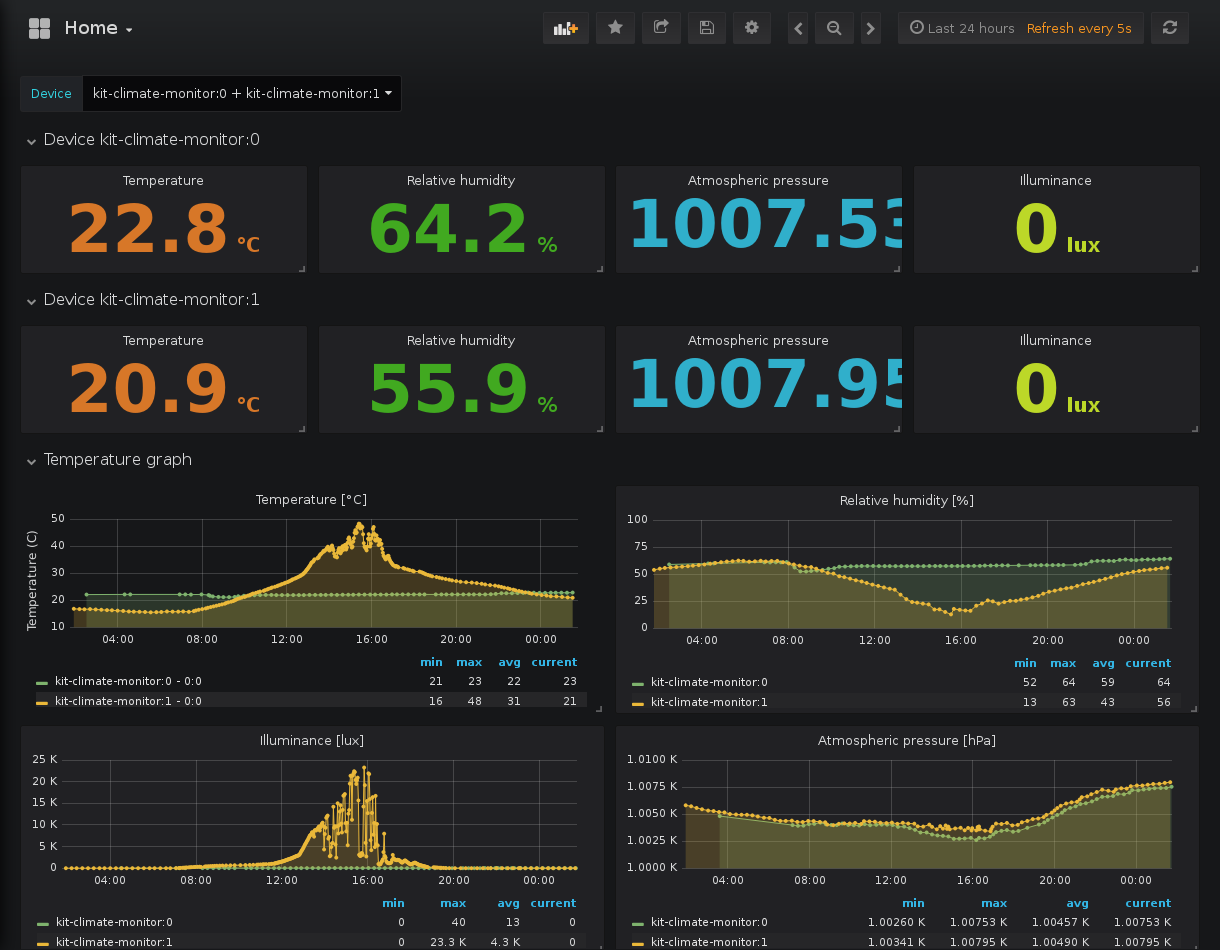 Home
Last 24 hours Refresh every 5s
Device kit-climate-monitor:0 + kit-climate-monitor:1
Device kit-climate-monitor:0
Temperature Relative humidity Atmospheric pressure Illuminance
22.8 °C 64.2 % 1007.53 0 lux
Device kit-climate-monitor:1
Temperature Relative humidity Atmospheric pressure Illuminance
20.9 °C 55.9 % 1007.95 0 lux
Temperature graph
Temperature [°C]
Temperature (C)
50
40
30
20
10
04:00 08:00 12:00 16:00 20:00 00:00
min max avg current
kit-climate-monitor:0 - 0:0 21 23 22 23
kit-climate-monitor:1 - 0:0 16 48 31 21
Relative humidity [%]
100
75
50
25
0
04:00 08:00 12:00 16:00 20:00 00:00
min max avg current
kit-climate-monitor:0 52 64 59 64
kit-climate-monitor:1 13 63 43 56
Illuminance [lux]
25 K
20 K
15 K
10 K
5 K
0
04:00 08:00 12:00 16:00 20:00 00:00
min max avg current
kit-climate-monitor:0 0 40 13 0
kit-climate-monitor:1 0 23.3 K 4.3 K 0
Atmospheric pressure [hPa]
1.0100 K
1.0075 K
1.0050 K
1.0025 K
1.0000 K
04:00 08:00 12:00 16:00 20:00 00:00
min max avg current
kit-climate-monitor:0 1.00260 K 1.00753 K 1.00457 K 1.00753 K
kit-climate-monitor:1 1.00341 K 1.00795 K 1.00490 K 1.00795 K